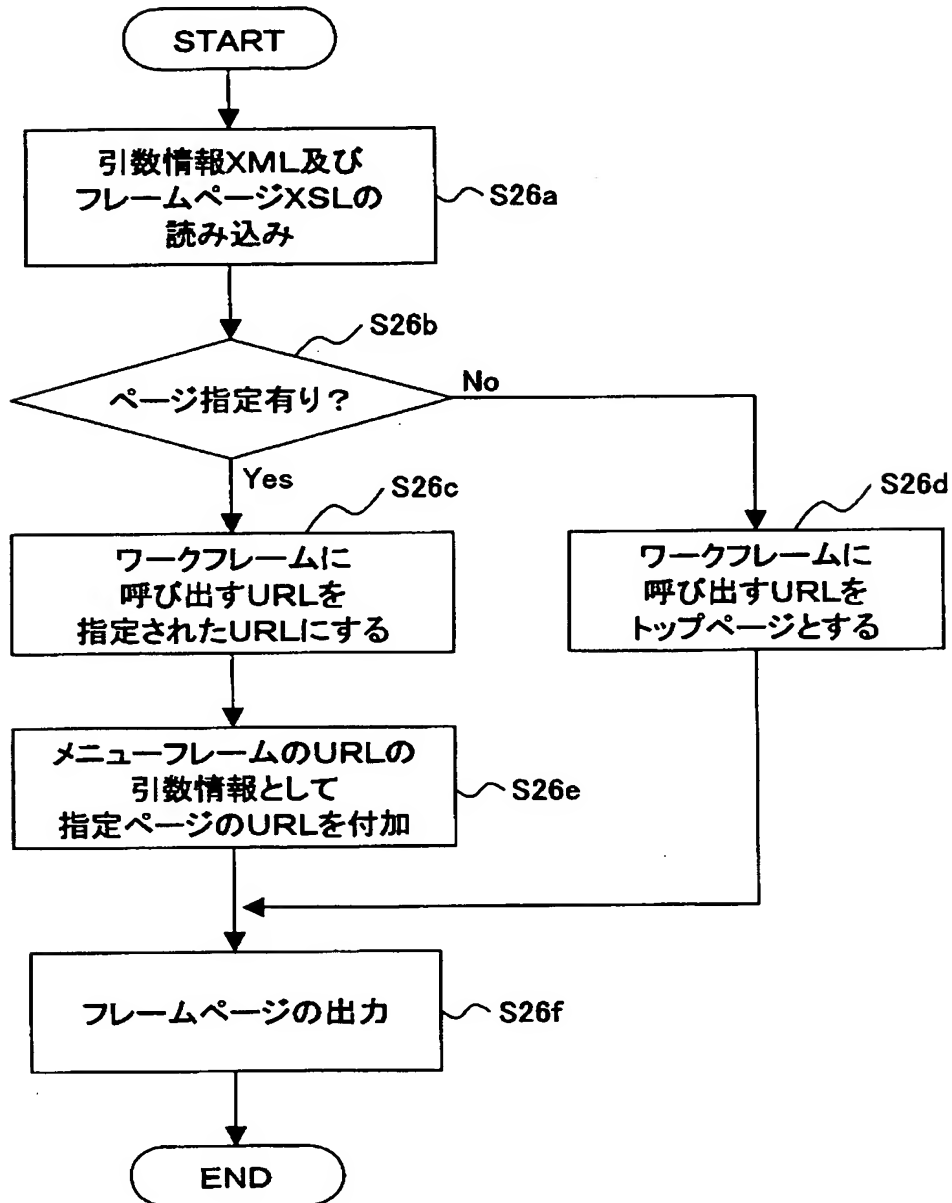 START
引数情報XML及び
フレームページXSLの
読み込み
S26a
S26b
ページ指定有り?
No
Yes
S26c
S26d
ワークフレームに
呼び出すURLを
指定されたURLにする
ワークフレームに
呼び出すURLを
トップページとする
メニューフレームのURLの
引数情報として
指定ページのURLを付加
S26e
フレームページの出力
S26f
END